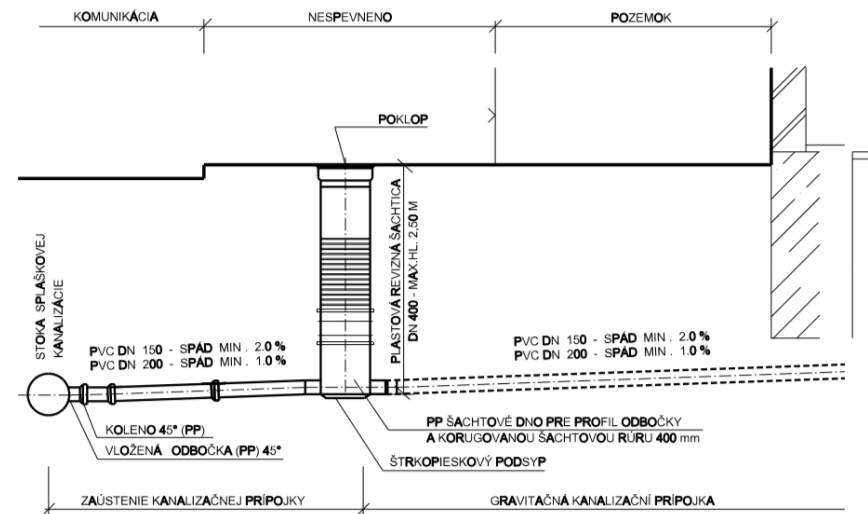 KOMUNIKÁCIA
NESPEVNENO
POZEMOK
POKLOP
STOKA SPLAŠKOVEJ
KANALIZÁCIE
PLASTOVÁ REVIZNÁ ŠACHTICA
DN 400 - MAX.HL. 2,50 M
PVC DN 150 - SPÁD MIN. 2.0 %
PVC DN 200 - SPÁD MIN. 1.0 %
PVC DN 150 - SPÁD MIN. 2.0 %
PVC DN 200 - SPÁD MIN. 1.0 %
KOLENO 45° (PP)
VLOŽENÁ ODBOČKA (PP) 45°
PP ŠACHTOVÉ DNO PRE PROFIL ODBOČKY
A KORUGOVANOU ŠACHTOVOU RÚRU 400 mm
ŠTRKOPIESKOVÝ PODSYP
ZAÚSTENIE KANALIZAČNEJ PRÍPOJKY
GRAVITAČNÁ KANALIZAČNÍ PRÍPOJKA